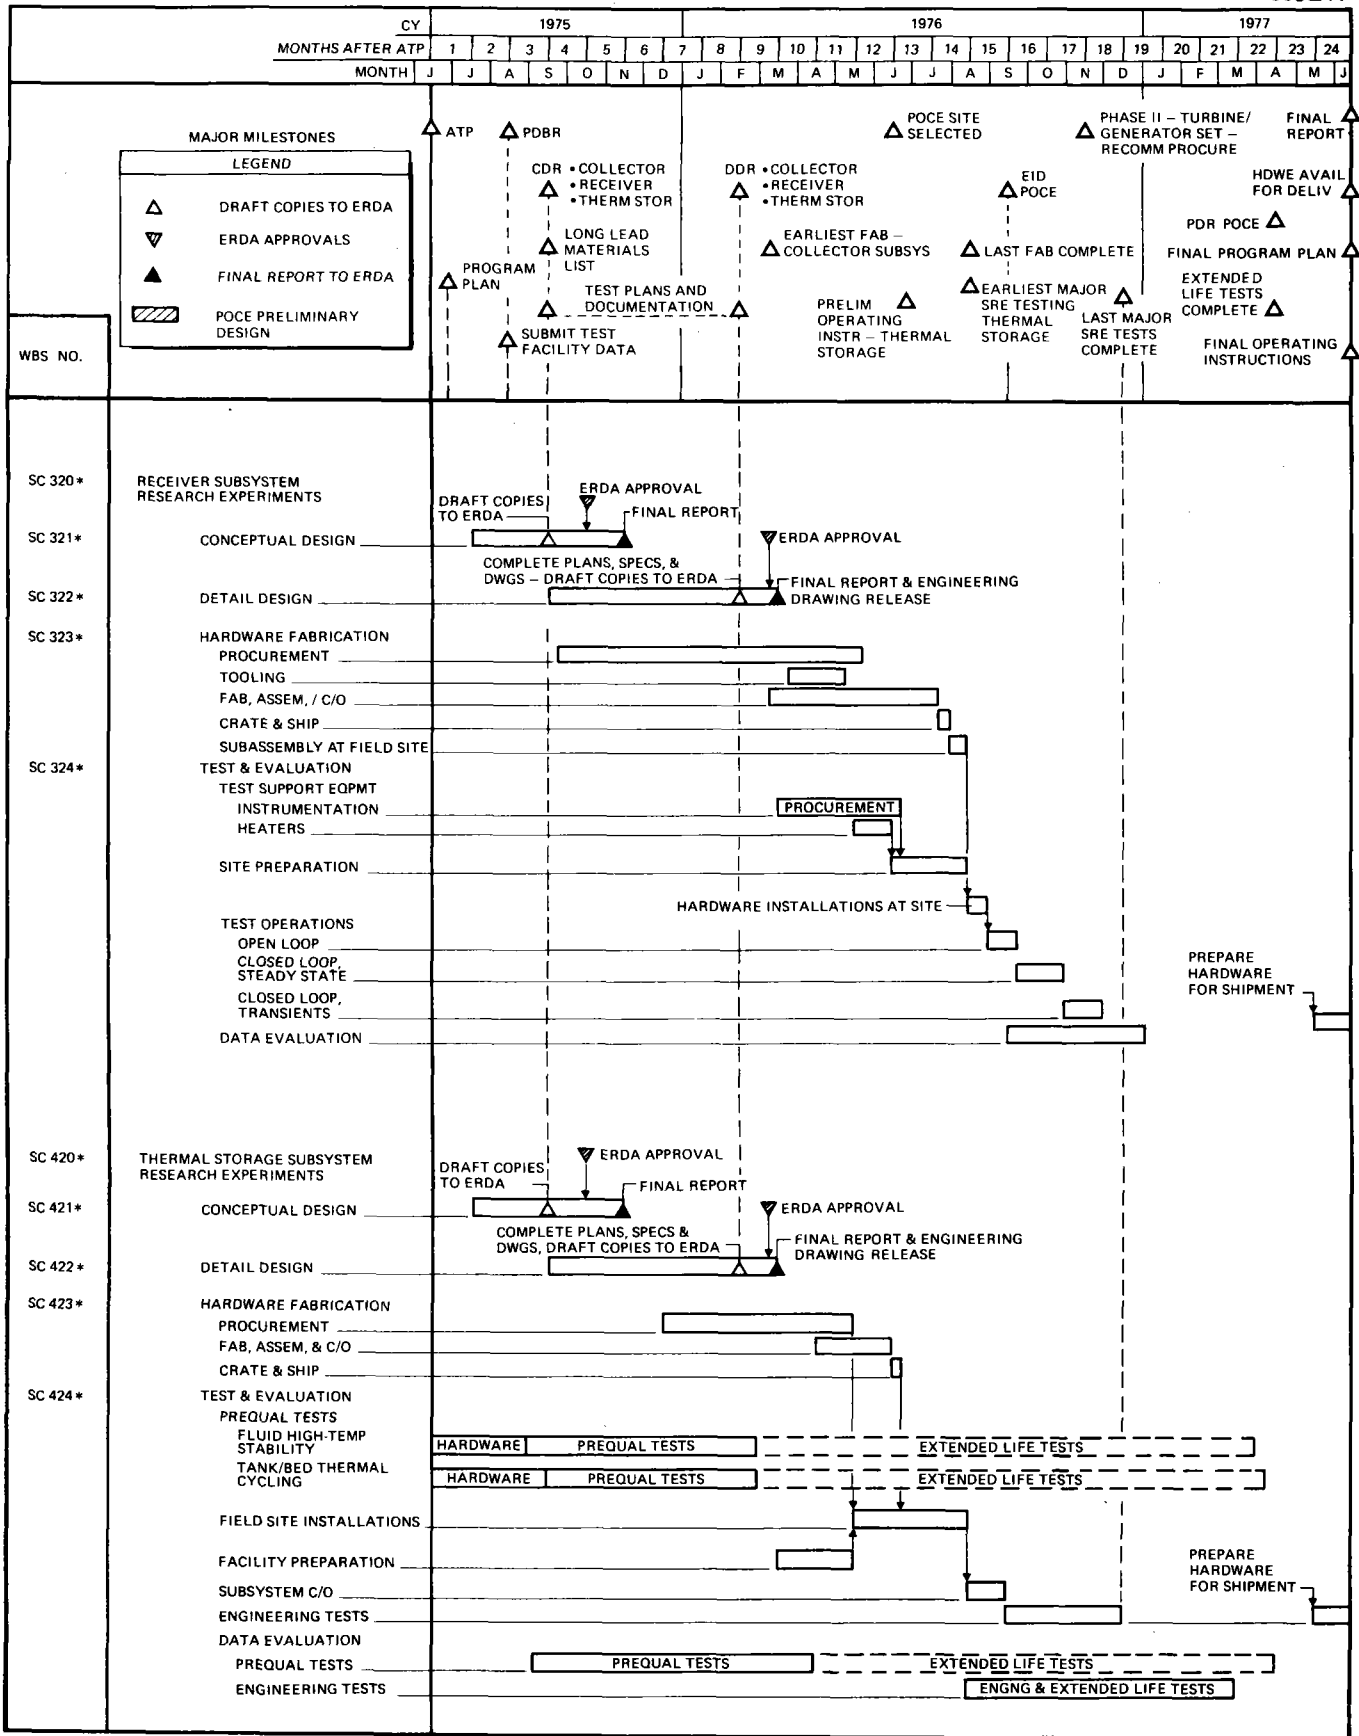 CY 1975 1976 1977
MONTHS AFTER ATP 1 2 3 4 5 6 7 8 9 10 11 12 13 14 15 16 17 18 19 20 21 22 23 24
MONTH J J A S O N D J F M A M J J A S O N D J F M A M J
MAJOR MILESTONES
LEGEND
DRAFT COPIES TO ERDA
ERDA APPROVALS
FINAL REPORT TO ERDA
POCE PRELIMINARY
DESIGN
WBS NO.
ATP
PDBR
POCE SITE
SELECTED
PHASE II – TURBINE/
GENERATOR SET –
RECOMM PROCURE
FINAL
REPORT
CDR • COLLECTOR
• RECEIVER
• THERM STOR
DDR • COLLECTOR
• RECEIVER
• THERM STOR
EID
POCE
HDWE AVAIL
FOR DELIV
PDR POCE
LONG LEAD
MATERIALS
LIST
EARLIEST FAB –
COLLECTOR SUBSYS
LAST FAB COMPLETE
FINAL PROGRAM PLAN
PROGRAM
PLAN
TEST PLANS AND
DOCUMENTATION
PRELIM
OPERATING
INSTR – THERMAL
STORAGE
EARLIEST MAJOR
SRE TESTING
THERMAL
STORAGE
LAST MAJOR
SRE TESTS
COMPLETE
EXTENDED
LIFE TESTS
COMPLETE
SUBMIT TEST
FACILITY DATA
FINAL OPERATING
INSTRUCTIONS
SC 320* RECEIVER SUBSYSTEM
RESEARCH EXPERIMENTS
DRAFT COPIES
TO ERDA
ERDA APPROVAL
FINAL REPORT
SC 321* CONCEPTUAL DESIGN
ERDA APPROVAL
COMPLETE PLANS, SPECS, &
DWGS – DRAFT COPIES TO ERDA
FINAL REPORT & ENGINEERING
DRAWING RELEASE
SC 322* DETAIL DESIGN
SC 323* HARDWARE FABRICATION
PROCUREMENT
TOOLING
FAB, ASSEM, / C/O
CRATE & SHIP
SUBASSEMBLY AT FIELD SITE
SC 324* TEST & EVALUATION
TEST SUPPORT EQPMT
INSTRUMENTATION PROCUREMENT
HEATERS
SITE PREPARATION
HARDWARE INSTALLATIONS AT SITE
TEST OPERATIONS
OPEN LOOP
CLOSED LOOP,
STEADY STATE
CLOSED LOOP,
TRANSIENTS
PREPARE
HARDWARE
FOR SHIPMENT
DATA EVALUATION
SC 420* THERMAL STORAGE SUBSYSTEM
RESEARCH EXPERIMENTS
DRAFT COPIES
TO ERDA
ERDA APPROVAL
FINAL REPORT
SC 421* CONCEPTUAL DESIGN
ERDA APPROVAL
COMPLETE PLANS, SPECS &
DWGS, DRAFT COPIES TO ERDA
FINAL REPORT & ENGINEERING
DRAWING RELEASE
SC 422* DETAIL DESIGN
SC 423* HARDWARE FABRICATION
PROCUREMENT
FAB, ASSEM, & C/O
CRATE & SHIP
SC 424* TEST & EVALUATION
PREQUAL TESTS
FLUID HIGH-TEMP
STABILITY HARDWARE PREQUAL TESTS EXTENDED LIFE TESTS
TANK/BED THERMAL
CYCLING HARDWARE PREQUAL TESTS EXTENDED LIFE TESTS
FIELD SITE INSTALLATIONS
FACILITY PREPARATION
PREPARE
HARDWARE
FOR SHIPMENT
SUBSYSTEM C/O
ENGINEERING TESTS
DATA EVALUATION
PREQUAL TESTS PREQUAL TESTS EXTENDED LIFE TESTS
ENGINEERING TESTS ENGNG & EXTENDED LIFE TESTS